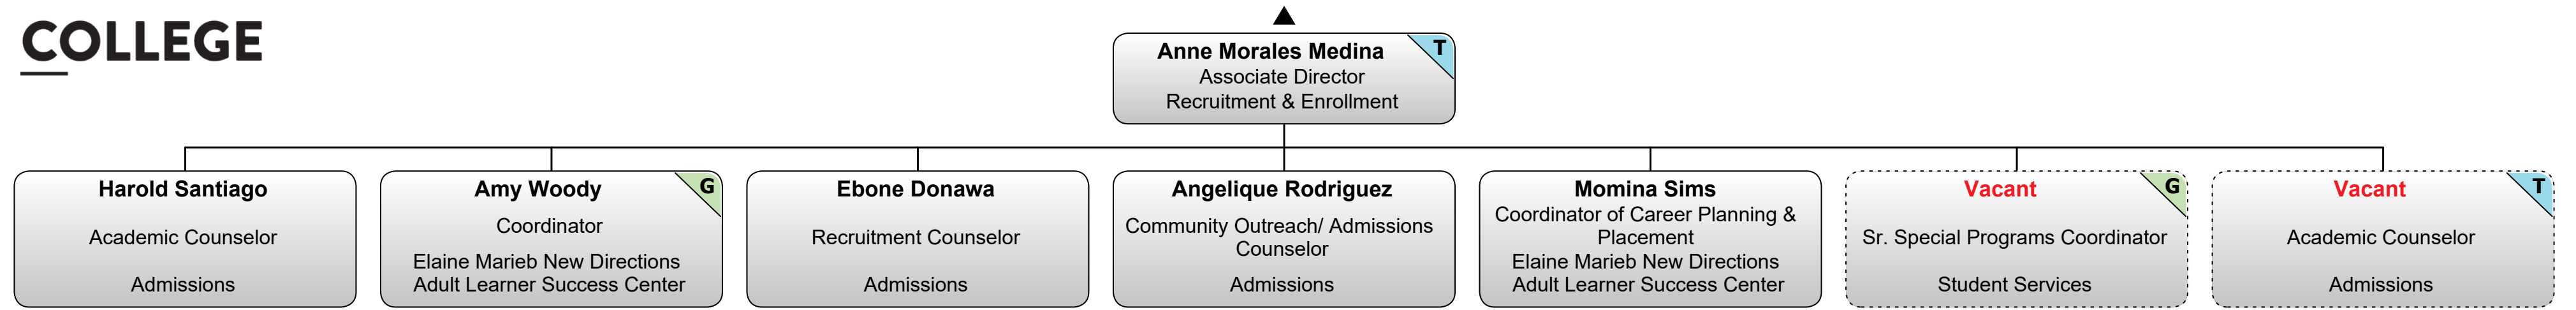 COLLEGE
Anne Morales Medina
T
Associate Director
Recruitment & Enrollment
Harold Santiago
Academic Counselor
Admissions
Amy Woody
G
Coordinator
Elaine Marieb New Directions
Adult Learner Success Center
Ebone Donawa
Recruitment Counselor
Admissions
Angelique Rodriguez
Community Outreach/ Admissions
Counselor
Admissions
Momina Sims
Coordinator of Career Planning &
Placement
Elaine Marieb New Directions
Adult Learner Success Center
Vacant
G
Sr. Special Programs Coordinator
Student Services
Vacant
T
Academic Counselor
Admissions